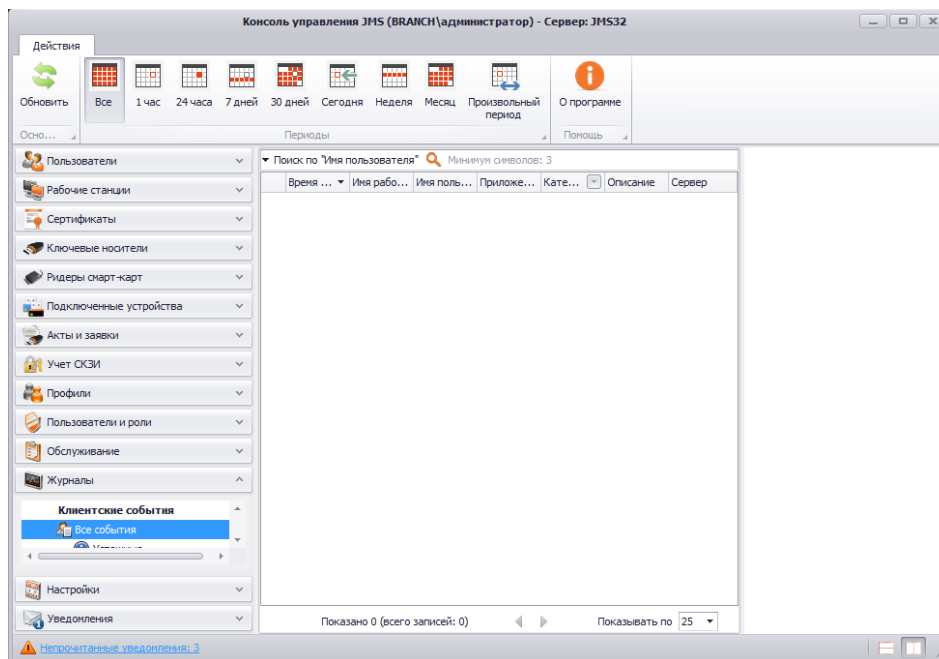 Консоль управления JMS (BRANCH\администратор) - Сервер: JMS32
Действия
Обновить
Все
1 час
24 часа
7 дней
30 дней
Сегодня
Неделя
Месяц
Произвольный
период
О программе
Осно...
Периоды
Помощь
Пользователи
Рабочие станции
Сертификаты
Ключевые носители
Ридеры смарт-карт
Подключенные устройства
Акты и заявки
Учет СКЗИ
Профили
Пользователи и роли
Обслуживание
Журналы
Клиентские события
Все события
Настройки
Уведомления
Поиск по "Имя пользователя" Минимум символов: 3
Время ... Имя рабо... Имя поль... Приложе... Кате... Описание Сервер
Показано 0 (всего записей: 0) Показывать по 25
Непрочитанные уведомления: 3